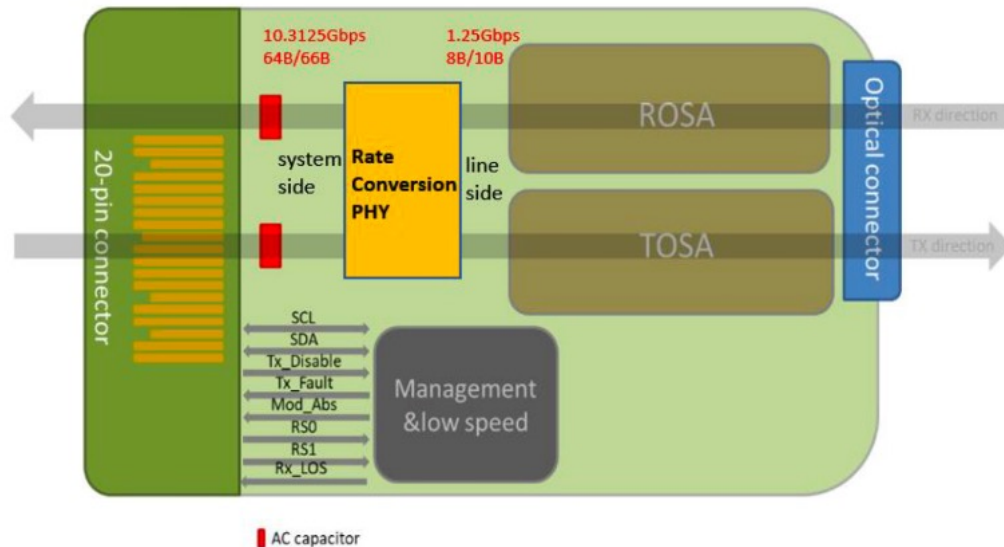 10.3125Gbps
64B/66B
1.25Gbps
8B/10B
ROSA
Optical connector
RX direction
20-pin connector
system
side
Rate
Conversion
PHY
line
side
TOSA
TX direction
SCL
SDA
Tx_Disable
Tx_Fault
Mod_Abs
RS0
RS1
Rx_LOS
Management
&low speed
AC capacitor